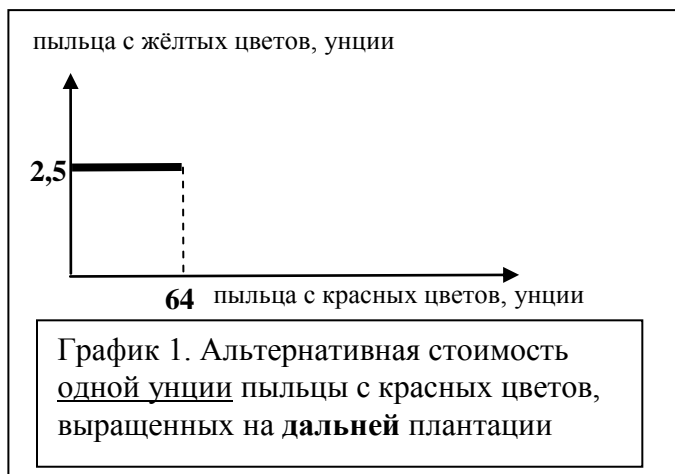 пыльца с жёлтых цветов, унции
2,5
64 пыльца с красных цветов, унции
График 1. Альтернативная стоимость
одной унции пыльцы с красных цветов,
выращенных на дальней плантации